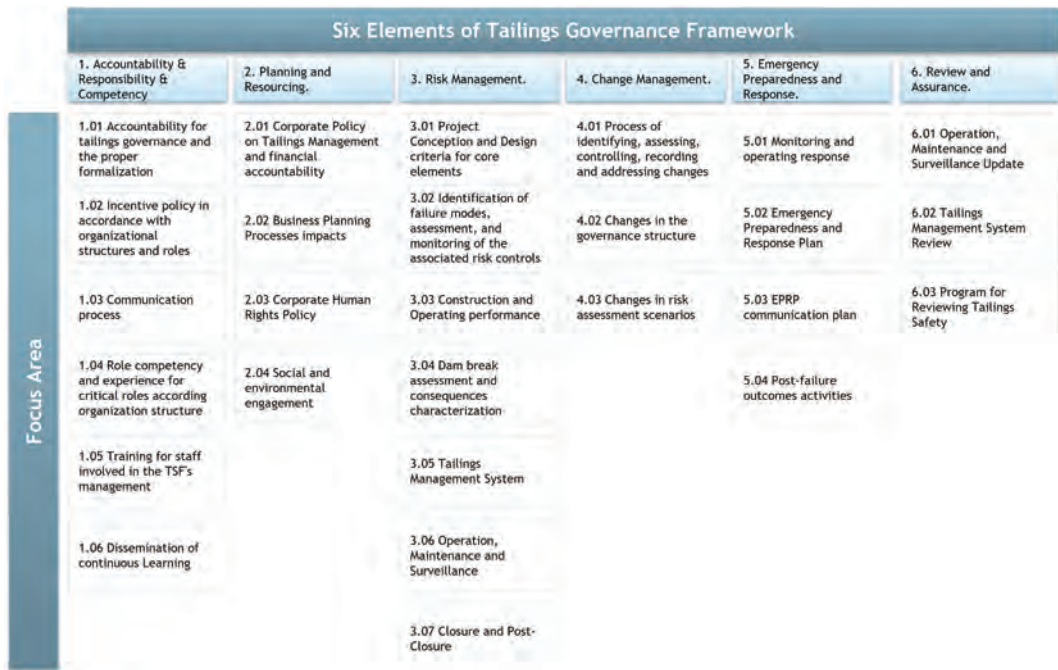 Six Elements of Tailings Governance Framework
1. Accountability &
Responsibility &
Competency
2. Planning and
Resourcing.
3. Risk Management.
4. Change Management.
5. Emergency
Preparedness and
Response.
6. Review and
Assurance.
Focus Area
1.01 Accountability for
tailings governance and
the proper
formalization
2.01 Corporate Policy
on Tailings Management
and financial
accountability
3.01 Project
Conception and Design
criteria for core
elements
4.01 Process of
identifying, assessing,
controlling, recording
and addressing changes
5.01 Monitoring and
operating response
6.01 Operation,
Maintenance and
Surveillance Update
1.02 Incentive policy in
accordance with
organizational
structures and roles
2.02 Business Planning
Processes impacts
3.02 Identification of
failure modes,
assessment, and
monitoring of the
associated risk controls
4.02 Changes in the
governance structure
5.02 Emergency
Preparedness and
Response Plan
6.02 Tailings
Management System
Review
1.03 Communication
process
2.03 Corporate Human
Rights Policy
3.03 Construction and
Operating performance
4.03 Changes in risk
assessment scenarios
5.03 EPRP
communication plan
6.03 Program for
Reviewing Tailings
Safety
1.04 Role competency
and experience for
critical roles according
organization structure
2.04 Social and
environmental
engagement
3.04 Dam break
assessment and
consequences
characterization
5.04 Post-failure
outcomes activities
1.05 Training for staff
involved in the TSF's
management
3.05 Tailings
Management System
1.06 Dissemination of
continuous Learning
3.06 Operation,
Maintenance and
Surveillance
3.07 Closure and Post-
Closure